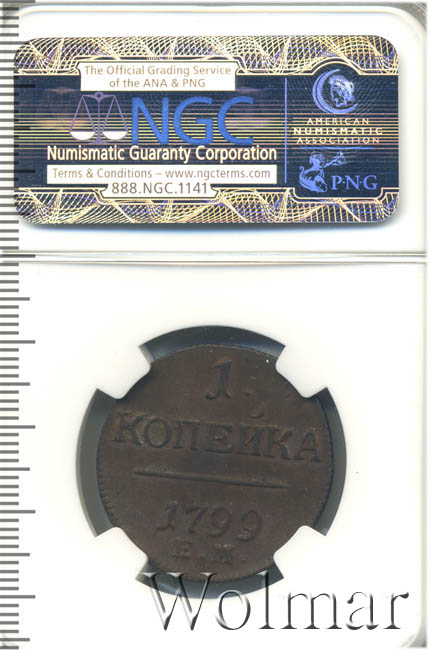 The Official Grading Service
of the ANA & PNG
NGC
Numismatic Guaranty Corporation
Terms & Conditions – www.ngcterms.com
888.NGC.1141
AMERICAN
NUMISMATIC
ASSOCIATION
PNG
1
КОПЕЙКА
1799
Е.М.
Wolmar